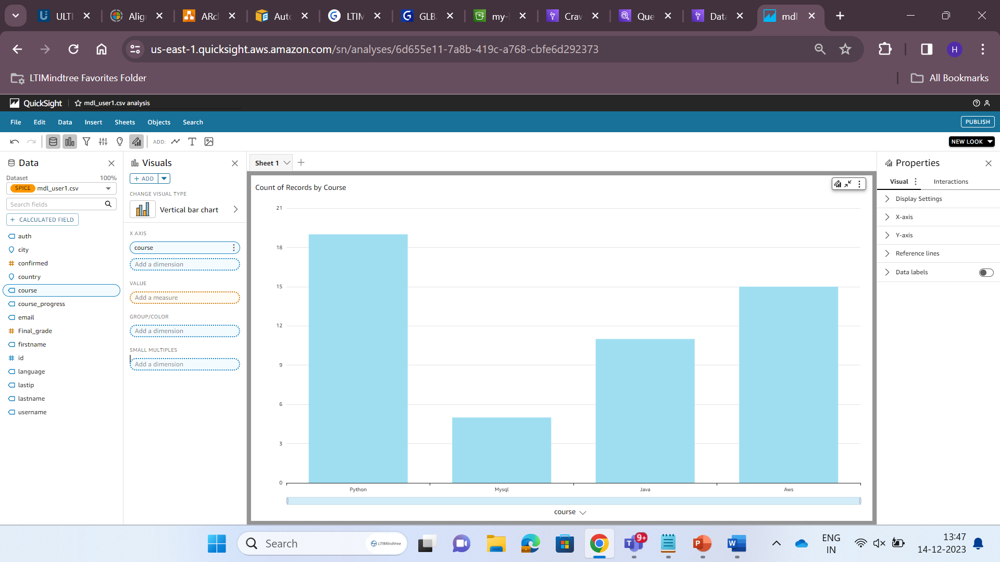 ULTI
Alig
ARc
Auto
LTIM
GLB
my-
Craw
Que
Data
mdl
us-east-1.quicksight.aws.amazon.com/sn/analyses/6d655e11-7a8b-419c-a768-cbfe6d292373
H
LTIMindtree Favorites Folder
All Bookmarks
QuickSight
mdl_user1.csv analysis
File Edit Data Insert Sheets Objects Search
PUBLISH
ADD:
NEW LOOK
Data
Dataset
100%
SPICE mdl_user1.csv
Search fields
+ CALCULATED FIELD
auth
city
confirmed
country
course
course_progress
email
Final_grade
firstname
id
language
lastip
lastname
username
Visuals
+ ADD
CHANGE VISUAL TYPE
Vertical bar chart
X AXIS
course
Add a dimension
VALUE
Add a measure
GROUP/COLOR
Add a dimension
SMALL MULTIPLES
Add a dimension
Sheet 1
Count of Records by Course
21
18
15
12
9
6
3
0
Python Mysql Java Aws
course
Properties
Visual Interactions
Display Settings
X-axis
Y-axis
Reference lines
Data labels
Search
LTIMindtree
9+
ENG
IN
13:47
14-12-2023